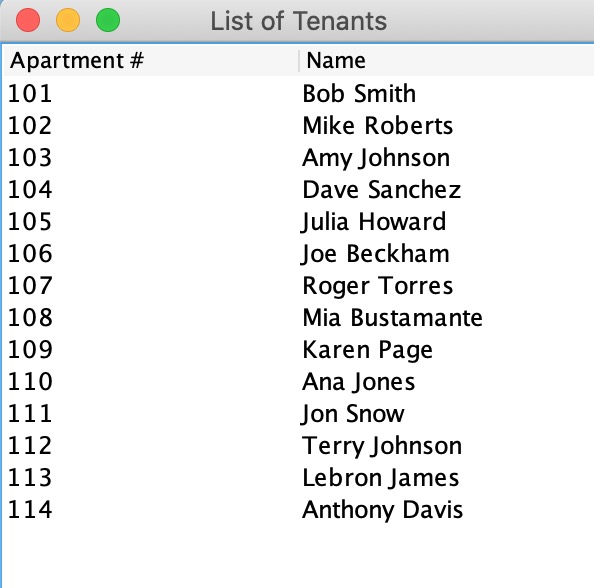 List of Tenants
Apartment # Name
101 Bob Smith
102 Mike Roberts
103 Amy Johnson
104 Dave Sanchez
105 Julia Howard
106 Joe Beckham
107 Roger Torres
108 Mia Bustamante
109 Karen Page
110 Ana Jones
111 Jon Snow
112 Terry Johnson
113 Lebron James
114 Anthony Davis